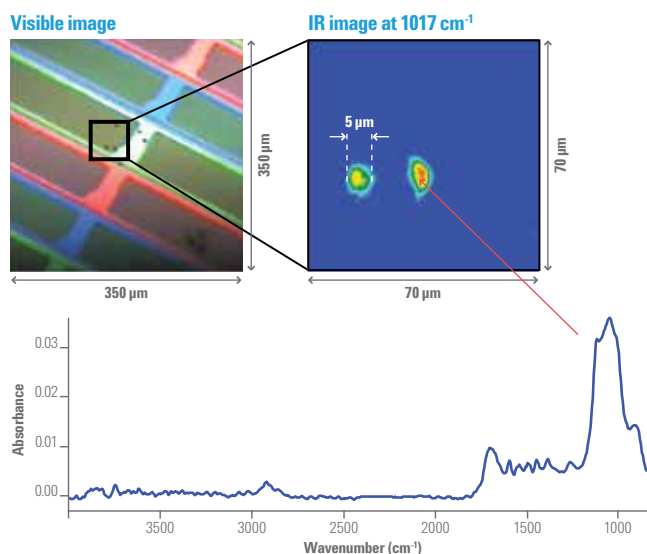 Visible image
IR image at 1017 cm-1
5 µm
350 µm
70 µm
350 µm
70 µm
Absorbance
0.03
0.02
0.01
0.00
3500
3000
2500
2000
1500
1000
Wavenumber (cm-1)